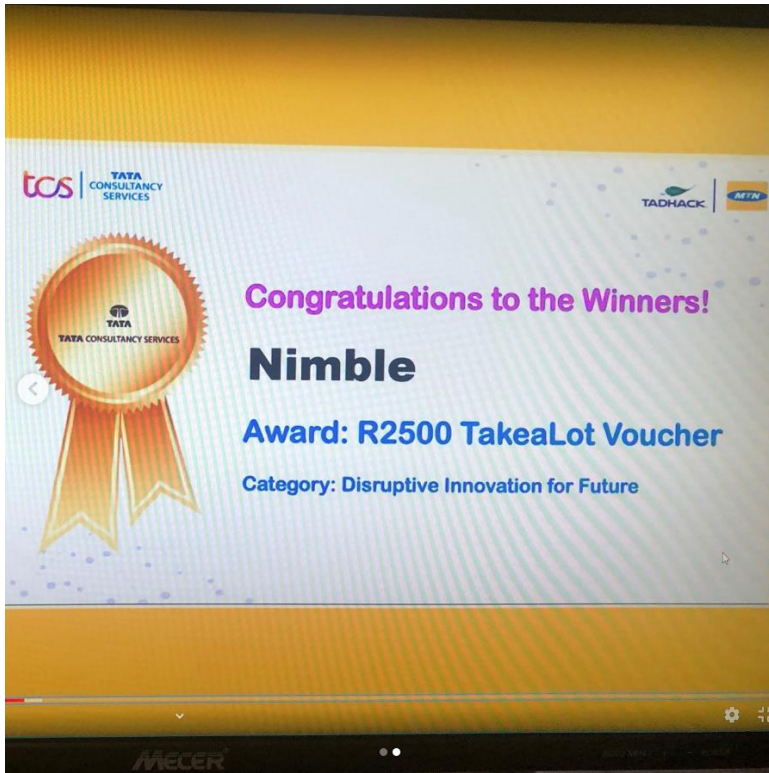 tcs
TATA
CONSULTANCY
SERVICES
TADHACK
MTN
TATA
TATA CONSULTANCY SERVICES
Congratulations to the Winners!
Nimble
Award: R2500 TakeaLot Voucher
Category: Disruptive Innovation for Future
MECER